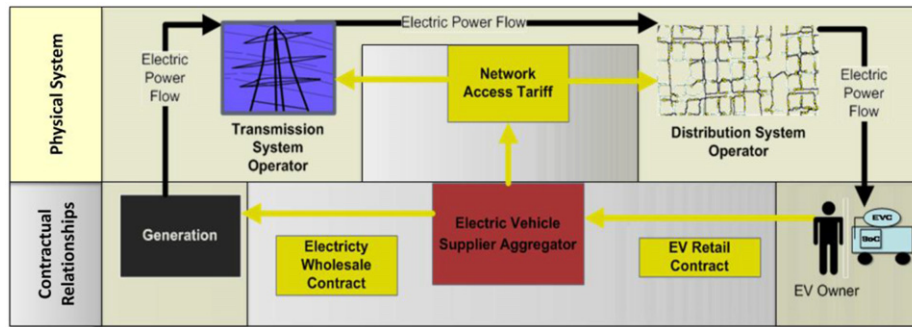 Physical System
Electric
Power
Flow
Transmission
System
Operator
Electric Power Flow
Network
Access Tariff
Distribution System
Operator
Electric
Power
Flow
Contractual
Relationships
Generation
Electricty
Wholesale
Contract
Electric Vehicle
Supplier Aggregator
EV Retail
Contract
EV Owner
EVC
SoC